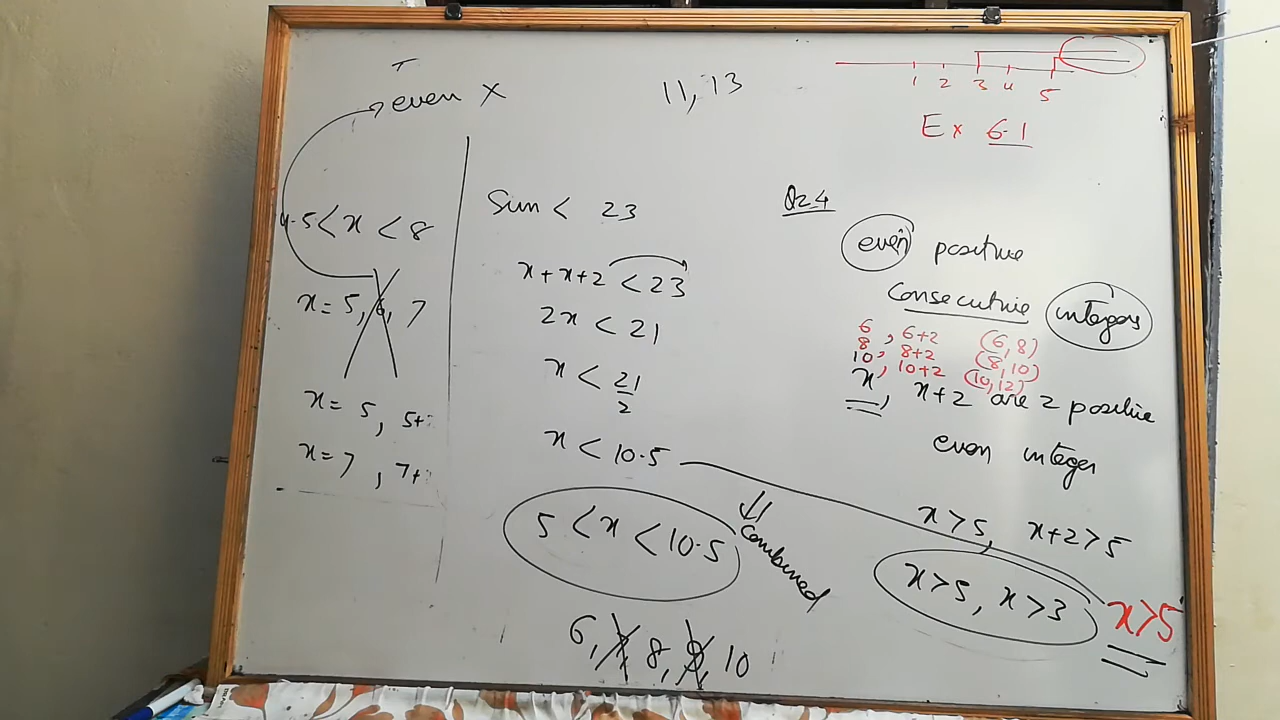 even x
4.5 < x < 8
x = 5, 6, 7
x = 5, 5+
x = 7, 7+
11, 13
Sum < 23
x + x + 2 < 23
2x < 21
x < 21/2
x < 10.5
5 < x < 10.5
Combined
6, 7, 8, 9, 10
1 2 3 4 5
Ex 6.1
Q24
even positive
Consecutive integers
6, 6+2 (6, 8)
8, 8+2 (8, 10)
10, 10+2 (10, 12)
x, x+2 are 2 positive
even integer
x > 5, x+2 > 5
x > 5, x > 3
x > 5